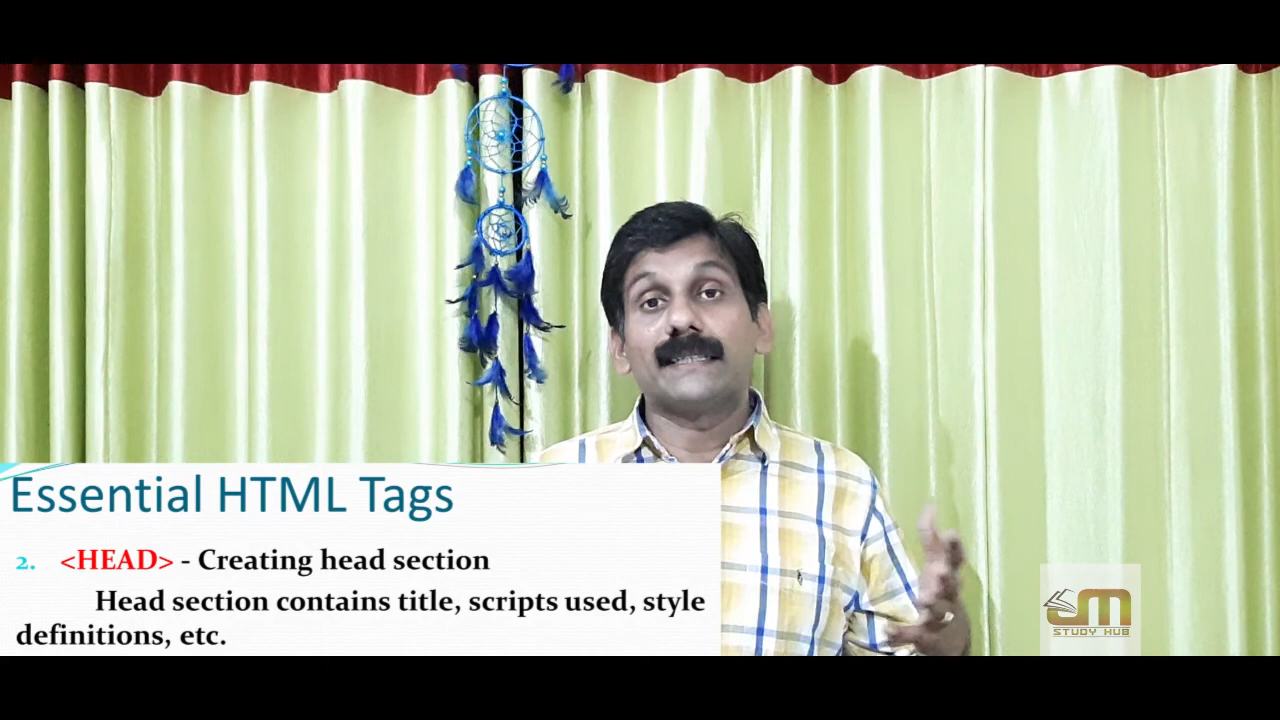 Essential HTML Tags
2. <HEAD> - Creating head section
Head section contains title, scripts used, style
definitions, etc.
JM
STUDY HUB